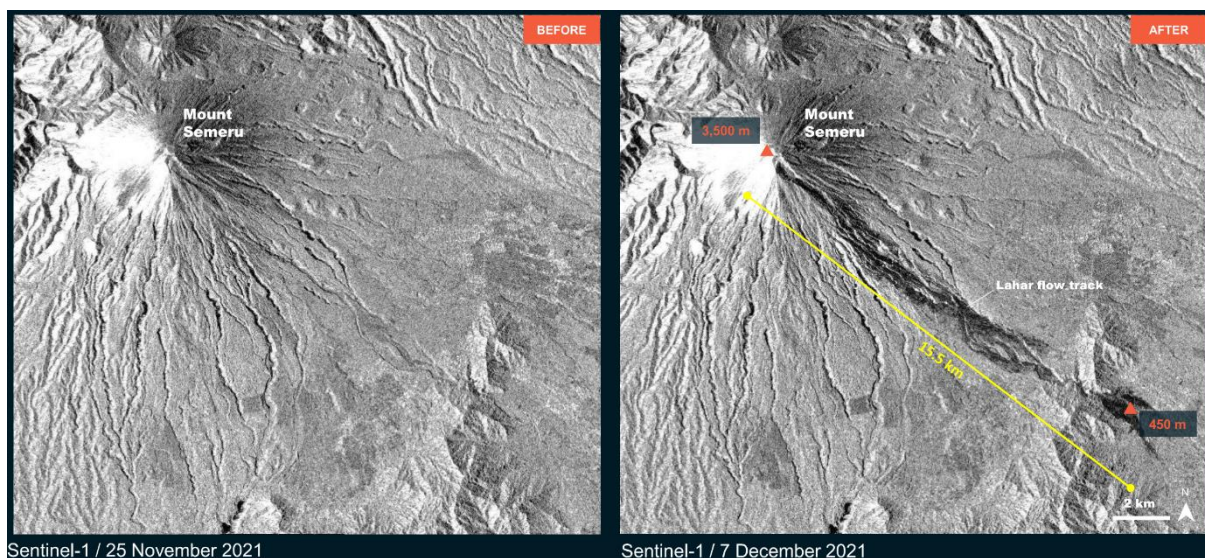 BEFORE
Mount
Semeru
Sentinel-1 / 25 November 2021
AFTER
Mount
Semeru
3,500 m
Lahar flow track
15.5 km
450 m
N
2 km
Sentinel-1 / 7 December 2021